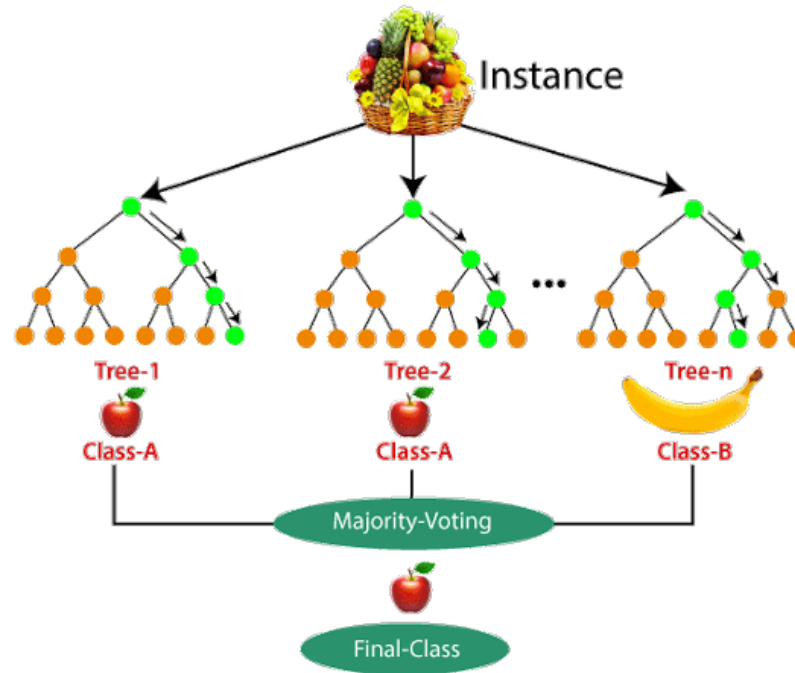 Instance
...
Tree-1
Tree-2
Tree-n
Class-A
Class-A
Class-B
Majority-Voting
Final-Class